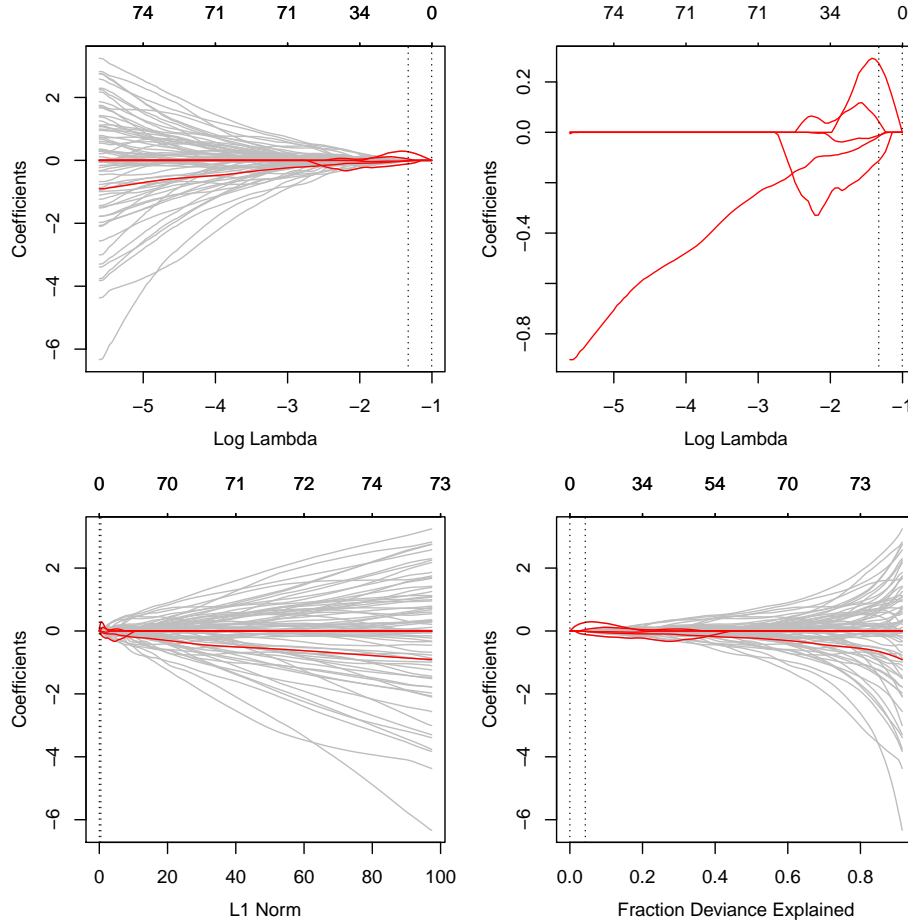 74 71 71 34 0
2
0
−2
−4
−6
Coefficients
−5 −4 −3 −2 −1
Log Lambda
74 71 71 34 0
0.2
0.0
−0.4
−0.8
Coefficients
−5 −4 −3 −2 −1
Log Lambda
0 70 71 72 74 73
2
0
−2
−4
−6
Coefficients
0 20 40 60 80 100
L1 Norm
0 34 54 70 73
2
0
−2
−4
−6
Coefficients
0.0 0.2 0.4 0.6 0.8
Fraction Deviance Explained